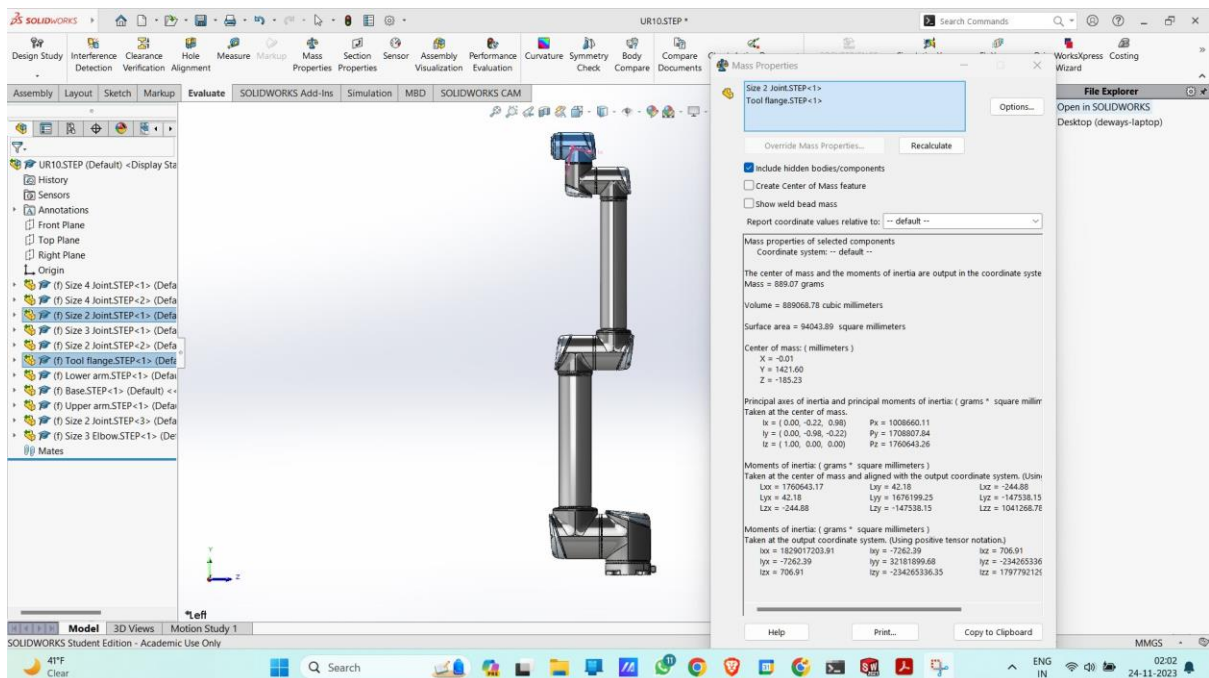 SOLIDWORKS
UR10.STEP *
Search Commands
Design Study
Interference Detection
Clearance Verification
Hole Alignment
Measure
Markup
Mass Properties
Section Properties
Sensor
Assembly Visualization
Performance Evaluation
Curvature
Symmetry Check
Body Compare
Compare Documents
WorksXpress Wizard
Costing
Assembly
Layout
Sketch
Markup
Evaluate
SOLIDWORKS Add-Ins
Simulation
MBD
SOLIDWORKS CAM
UR10.STEP (Default) <Display Sta
History
Sensors
Annotations
Front Plane
Top Plane
Right Plane
Origin
(f) Size 4 Joint.STEP<1> (Defa
(f) Size 4 Joint.STEP<2> (Defa
(f) Size 2 Joint.STEP<1> (Defa
(f) Size 3 Joint.STEP<1> (Defa
(f) Size 2 Joint.STEP<2> (Defa
(f) Tool flange.STEP<1> (Defa
(f) Lower arm.STEP<1> (Defau
(f) Base.STEP<1> (Default) <
(f) Upper arm.STEP<1> (Defau
(f) Size 2 Joint.STEP<3> (Defa
(f) Size 3 Elbow.STEP<1> (De
Mates
Y
Z
*Left
Mass Properties
Size 2 Joint.STEP<1>
Tool flange.STEP<1>
Options...
Override Mass Properties...
Recalculate
Include hidden bodies/components
Create Center of Mass feature
Show weld bead mass
Report coordinate values relative to: -- default --
Mass properties of selected components
Coordinate system: -- default --
The center of mass and the moments of inertia are output in the coordinate syste
Mass = 889.07 grams
Volume = 889068.78 cubic millimeters
Surface area = 94043.89 square millimeters
Center of mass: ( millimeters )
X = -0.01
Y = 1421.60
Z = -185.23
Principal axes of inertia and principal moments of inertia: ( grams * square millim
Taken at the center of mass.
Ix = ( 0.00, -0.22, 0.98) Px = 1008660.11
Iy = ( 0.00, -0.98, -0.22) Py = 1708807.84
Iz = ( 1.00, 0.00, 0.00) Pz = 1760643.26
Moments of inertia: ( grams * square millimeters )
Taken at the center of mass and aligned with the output coordinate system. (Usin
Lxx = 1760643.17 Lxy = 42.18 Lxz = -244.88
Lyx = 42.18 Lyy = 1676199.25 Lyz = -147538.15
Lzx = -244.88 Lzy = -147538.15 Lzz = 1041268.7
Moments of inertia: ( grams * square millimeters )
Taken at the output coordinate system. (Using positive tensor notation.)
Ixx = 1829017203.91 Ixy = -7262.39 Ixz = 706.91
Iyx = -7262.39 Iyy = 32181899.68 Iyz = -234265336
Izx = 706.91 Izy = -234265336.35 Izz = 1797792129
Help
Print...
Copy to Clipboard
File Explorer
Open in SOLIDWORKS
Desktop (deways-laptop)
Model
3D Views
Motion Study 1
SOLIDWORKS Student Edition - Academic Use Only
MMGS
41°F
Clear
Search
ENG
IN
02:02
24-11-2023